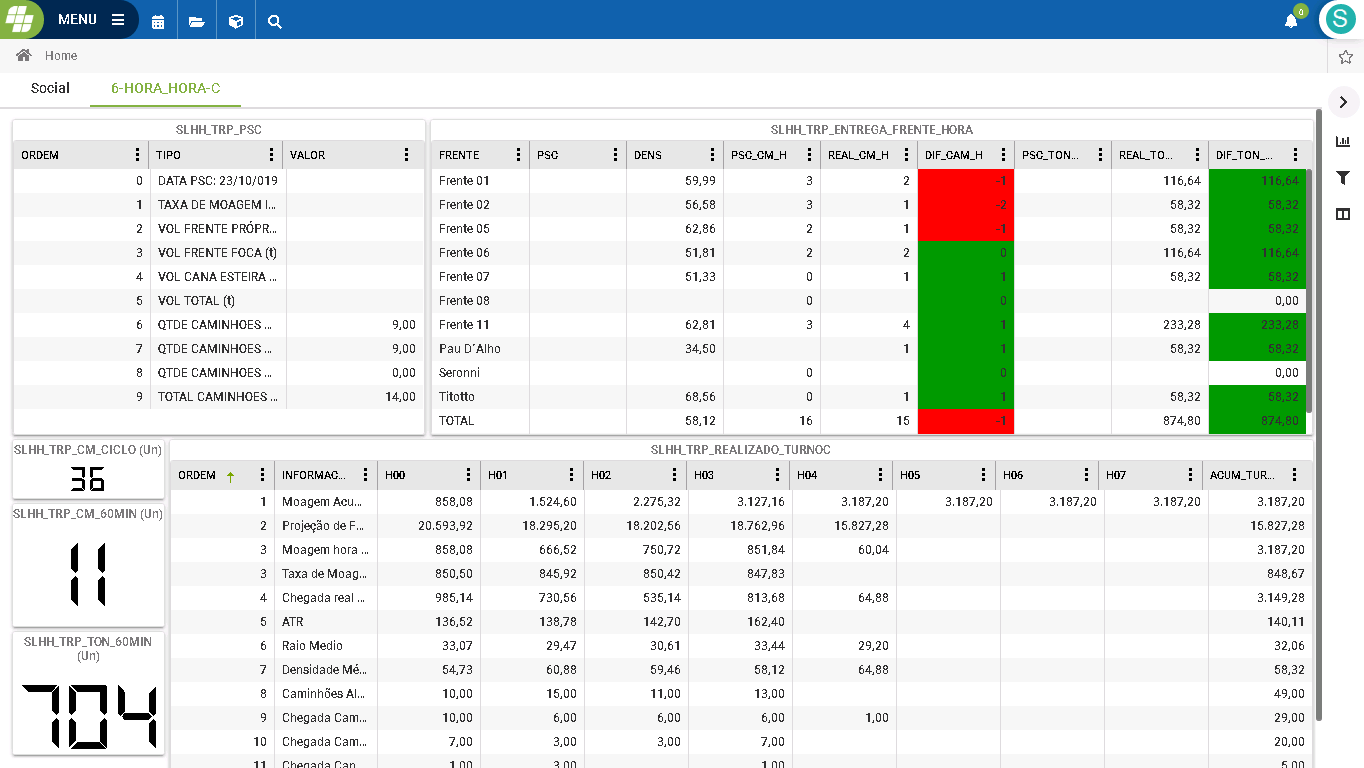 MENU
0
S
Home
Social 6-HORA_HORA-C
SLHH_TRP_PSC
ORDEM TIPO VALOR
0 DATA PSC: 23/10/019
1 TAXA DE MOAGEM I...
2 VOL FRENTE PRÓPR...
3 VOL FRENTE FOCA (t)
4 VOL CANA ESTEIRA ...
5 VOL TOTAL (t)
6 QTDE CAMINHOES ... 9,00
7 QTDE CAMINHOES ... 9,00
8 QTDE CAMINHOES ... 0,00
9 TOTAL CAMINHOES ... 14,00
SLHH_TRP_ENTREGA_FRENTE_HORA
FRENTE PSC DENS PSC_CM_H REAL_CM_H DIF_CAM_H PSC_TON... REAL_TO... DIF_TON_...
Frente 01 59,99 3 2 -1 116,64 116,64
Frente 02 56,58 3 1 -2 58,32 58,32
Frente 05 62,86 2 1 -1 58,32 58,32
Frente 06 51,81 2 2 0 116,64 116,64
Frente 07 51,33 0 1 1 58,32 58,32
Frente 08 0 0 0,00
Frente 11 62,81 3 4 1 233,28 233,28
Pau D´Alho 34,50 1 1 58,32 58,32
Seronni 0 0 0,00
Titotto 68,56 0 1 1 58,32 58,32
TOTAL 58,12 16 15 -1 874,80 874,80
SLHH_TRP_CM_CICLO (Un)
36
SLHH_TRP_CM_60MIN (Un)
11
SLHH_TRP_TON_60MIN
(Un)
704
SLHH_TRP_REALIZADO_TURNOC
ORDEM INFORMAC... H00 H01 H02 H03 H04 H05 H06 H07 ACUM_TUR...
1 Moagem Acu... 858,08 1.524,60 2.275,32 3.127,16 3.187,20 3.187,20 3.187,20 3.187,20 3.187,20
2 Projeção de F... 20.593,92 18.295,20 18.202,56 18.762,96 15.827,28 15.827,28
3 Moagem hora ... 858,08 666,52 750,72 851,84 60,04 3.187,20
3 Taxa de Moag... 850,50 845,92 850,42 847,83 848,67
4 Chegada real ... 985,14 730,56 535,14 813,68 64,88 3.149,28
5 ATR 136,52 138,78 142,70 162,40 140,11
6 Raio Medio 33,07 29,47 30,61 33,44 29,20 32,06
7 Densidade Mé... 54,73 60,88 59,46 58,12 64,88 58,32
8 Caminhões Al... 10,00 15,00 11,00 13,00 49,00
9 Chegada Cam... 10,00 6,00 6,00 6,00 1,00 29,00
10 Chegada Cam... 7,00 3,00 3,00 7,00 20,00
11 Chegada Can... 1,00 3,00 1,00 5,00